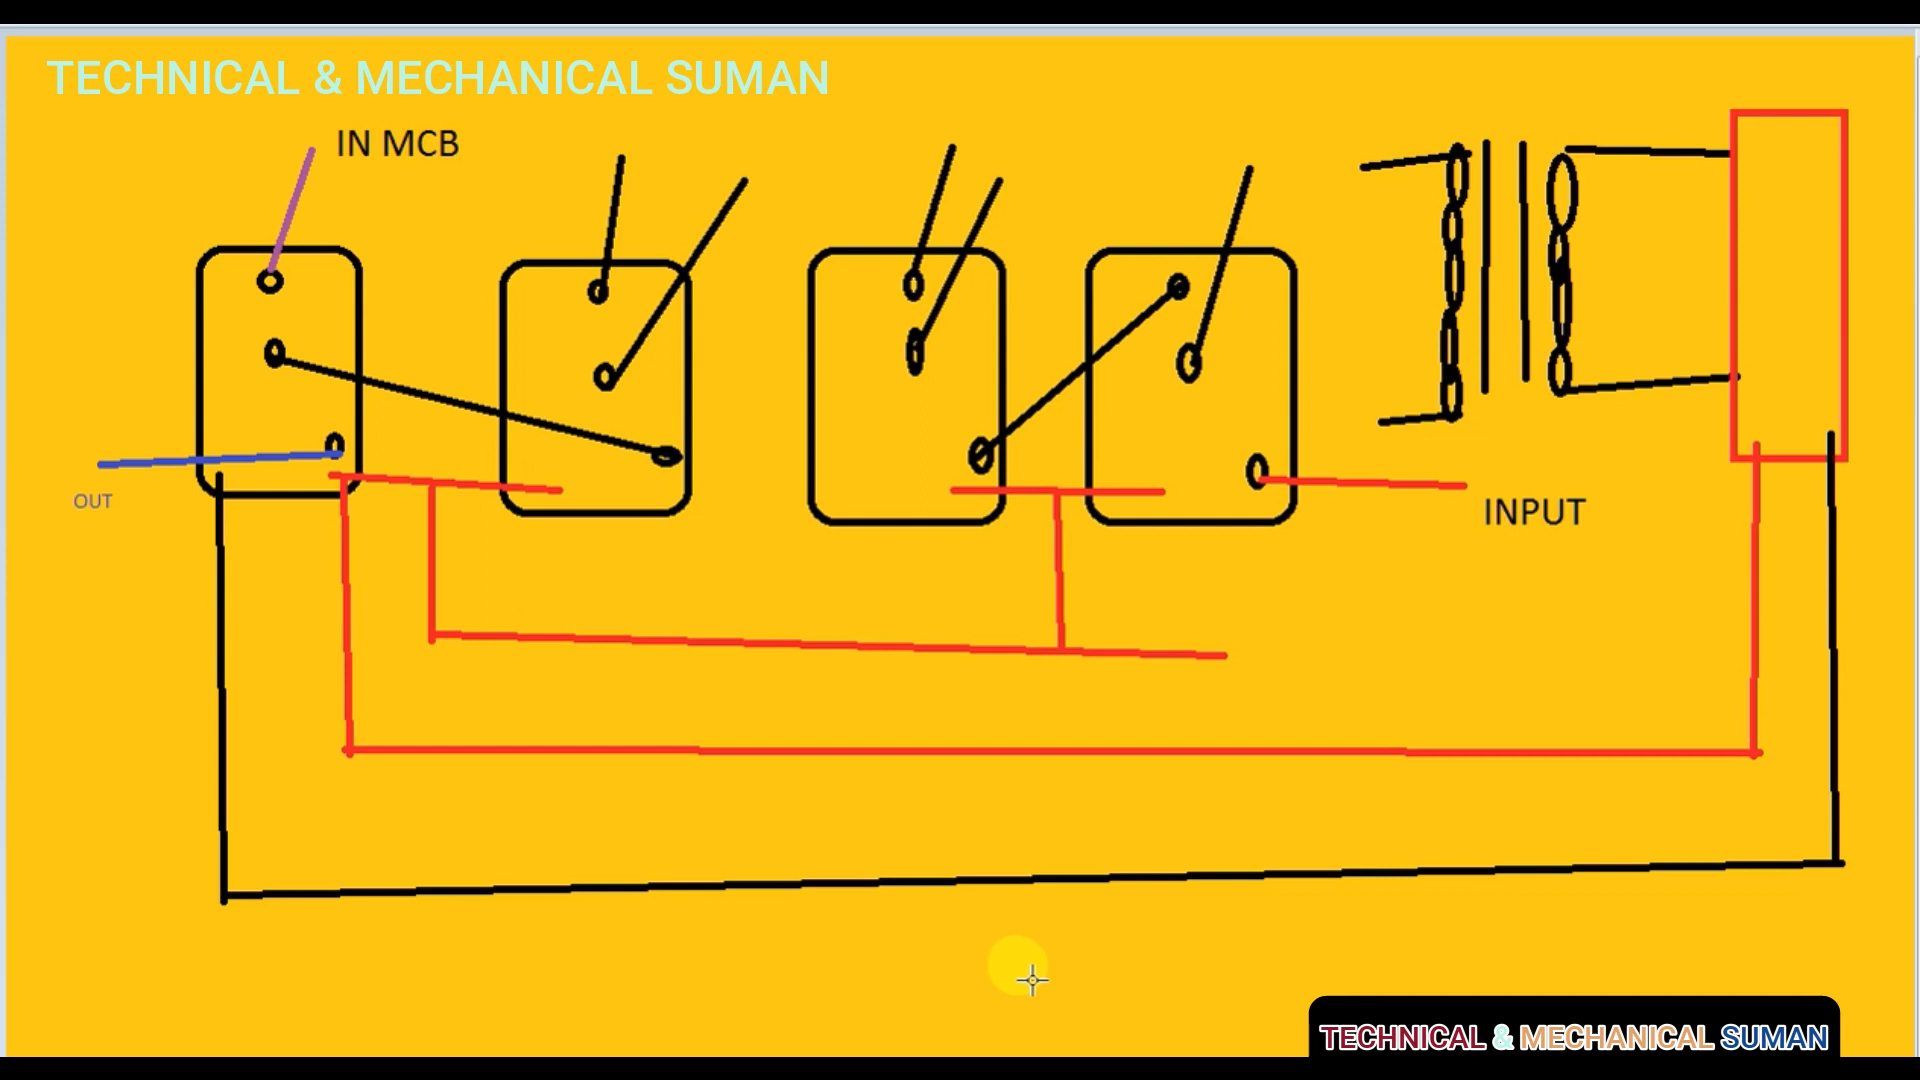 TECHNICAL & MECHANICAL SUMAN
IN MCB
OUT
INPUT
TECHNICAL & MECHANICAL SUMAN